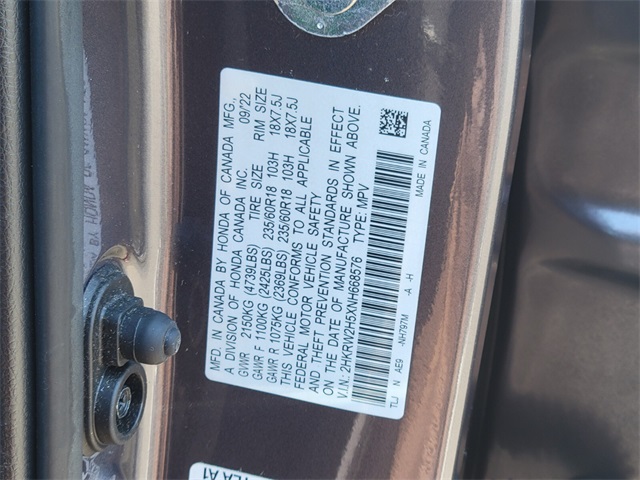 MFD. IN CANADA BY HONDA OF CANADA MFG.,
A DIVISION OF HONDA CANADA INC. 09/22
GVWR 2150KG (4739LBS) TIRE SIZE RIM SIZE
GAWR F 1100KG (2425LBS) 235/60R18 103H 18X7.5J
GAWR R 1075KG (2369LBS) 235/60R18 103H 18X7.5J
THIS VEHICLE CONFORMS TO ALL APPLICABLE
FEDERAL MOTOR VEHICLE SAFETY
AND THEFT PREVENTION STANDARDS IN EFFECT
ON THE DATE OF MANUFACTURE SHOWN ABOVE.
V.I.N.: 2HKRW2H5XNH668576 TYPE: MPV
TLJ N AE9 -NH797M -A -H
MADE IN CANADA